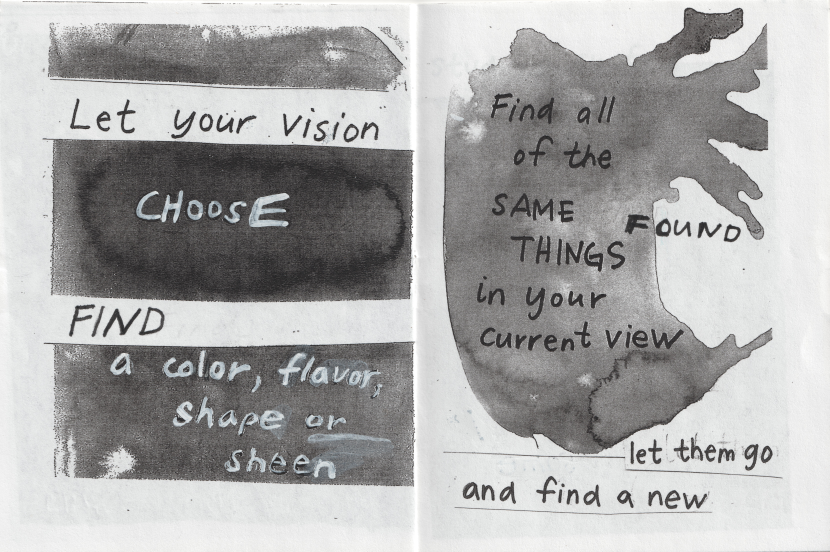 Let your vision
CHOOSE
FIND
a color, flavor,
shape or
sheen
Find all
of the
SAME
FOUND
THINGS
in your
current view
let them go
and find a new